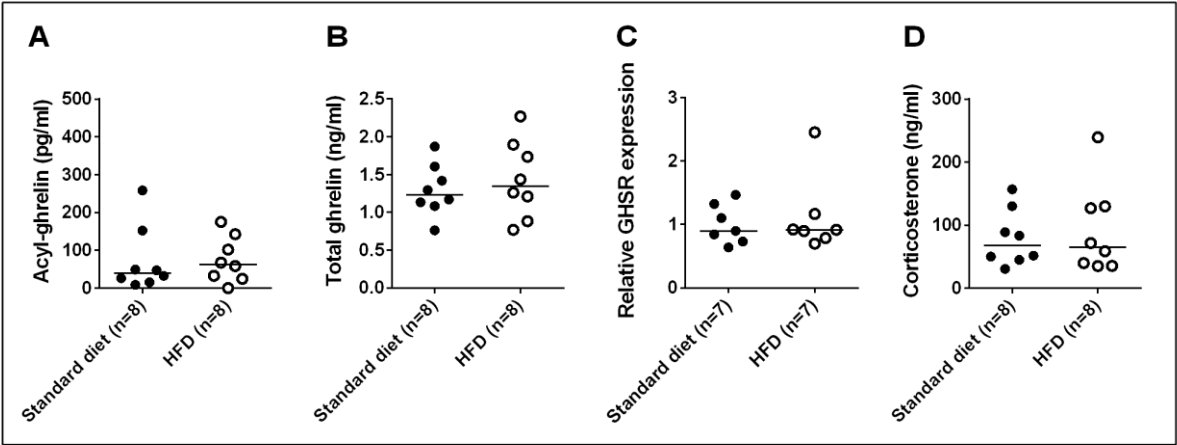 A
Acyl-ghrelin (pg/ml)
500
400
300
200
100
0
Standard diet (n=8)
HFD (n=8)
B
Total ghrelin (ng/ml)
2.5
2.0
1.5
1.0
0.5
0.0
Standard diet (n=8)
HFD (n=8)
C
Relative GHSR expression
3
2
1
0
Standard diet (n=7)
HFD (n=7)
D
Corticosterone (ng/ml)
300
200
100
0
Standard diet (n=8)
HFD (n=8)